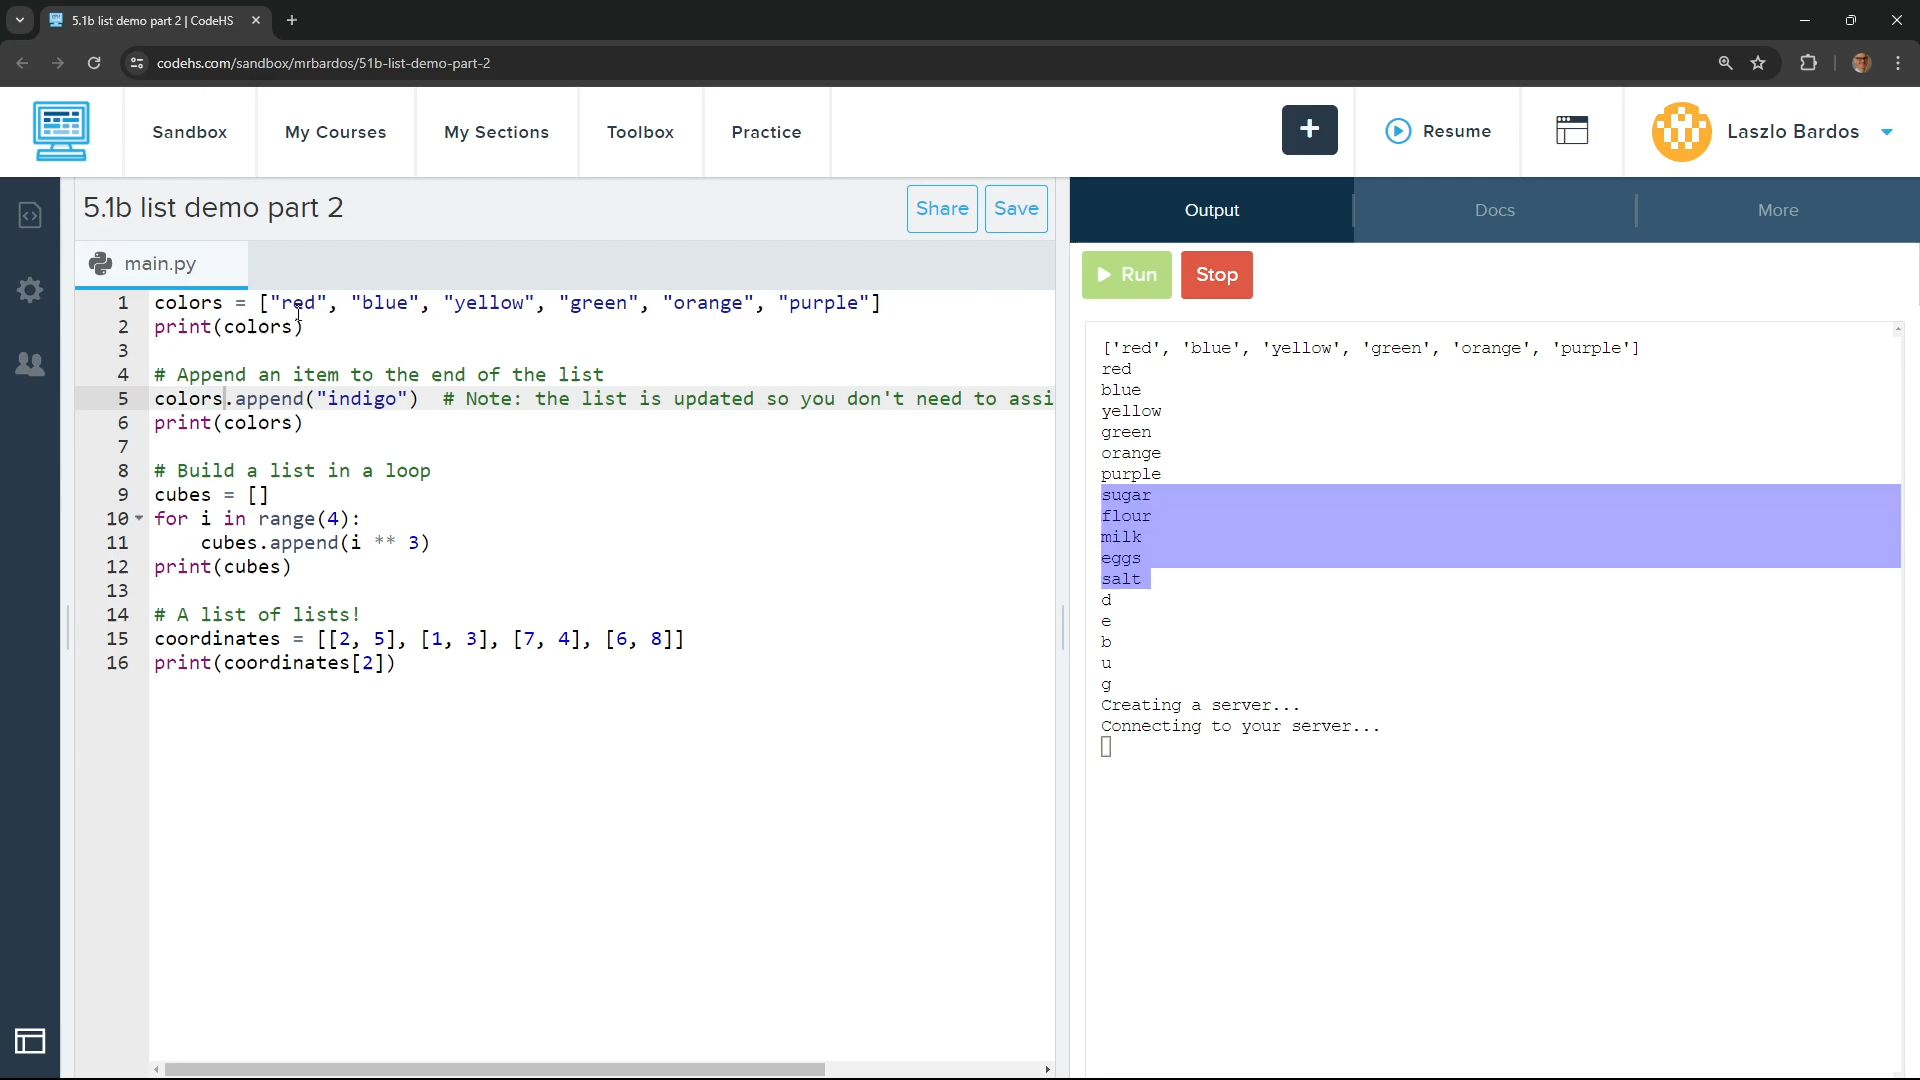 5.1b list demo part 2 | CodeHS
codehs.com/sandbox/mrbardos/51b-list-demo-part-2
Sandbox
My Courses
My Sections
Toolbox
Practice
+
Resume
Laszlo Bardos
5.1b list demo part 2
Share
Save
Output
Docs
More
main.py
Run
Stop
1 colors = ["red", "blue", "yellow", "green", "orange", "purple"]
2 print(colors)
3
4 # Append an item to the end of the list
5 colors.append("indigo")  # Note: the list is updated so you don't need to assi
6 print(colors)
7
8 # Build a list in a loop
9 cubes = []
10 for i in range(4):
11     cubes.append(i ** 3)
12 print(cubes)
13
14 # A list of lists!
15 coordinates = [[2, 5], [1, 3], [7, 4], [6, 8]]
16 print(coordinates[2])
['red', 'blue', 'yellow', 'green', 'orange', 'purple']
red
blue
yellow
green
orange
purple
sugar
flour
milk
eggs
salt
d
e
b
u
g
Creating a server...
Connecting to your server...